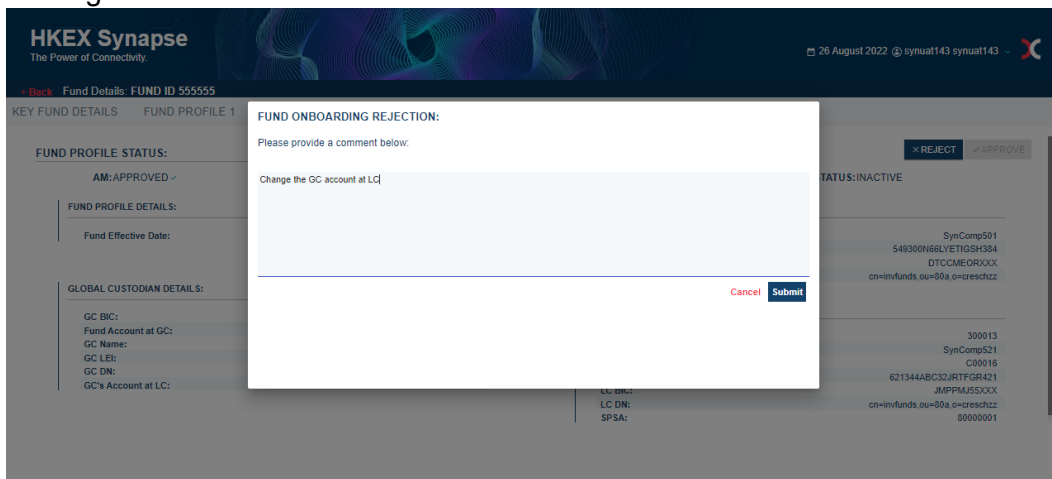 HKEX Synapse
The Power of Connectivity.
26 August 2022 synuat143 synuat143
Back Fund Details: FUND ID 555555
KEY FUND DETAILS FUND PROFILE 1
FUND ONBOARDING REJECTION:
Please provide a comment below:
Change the GC account at LC
Cancel Submit
FUND PROFILE STATUS:
× REJECT ✓ APPROVE
AM: APPROVED ✓
TATUS: INACTIVE
FUND PROFILE DETAILS:
Fund Effective Date:
SynComp501
549300N66LYETIGSH384
DTCCMEORXXX
cn=invfunds,ou=80a,o=creschzz
GLOBAL CUSTODIAN DETAILS:
GC BIC:
Fund Account at GC:
GC Name:
GC LEI:
GC DN:
GC's Account at LC:
300013
SynComp521
C00016
621344ABC32JRTFGR421
LC BIC: JMPPMJ55XXX
LC DN: cn=invfunds,ou=80a,o=creschzz
SPSA: 80000001